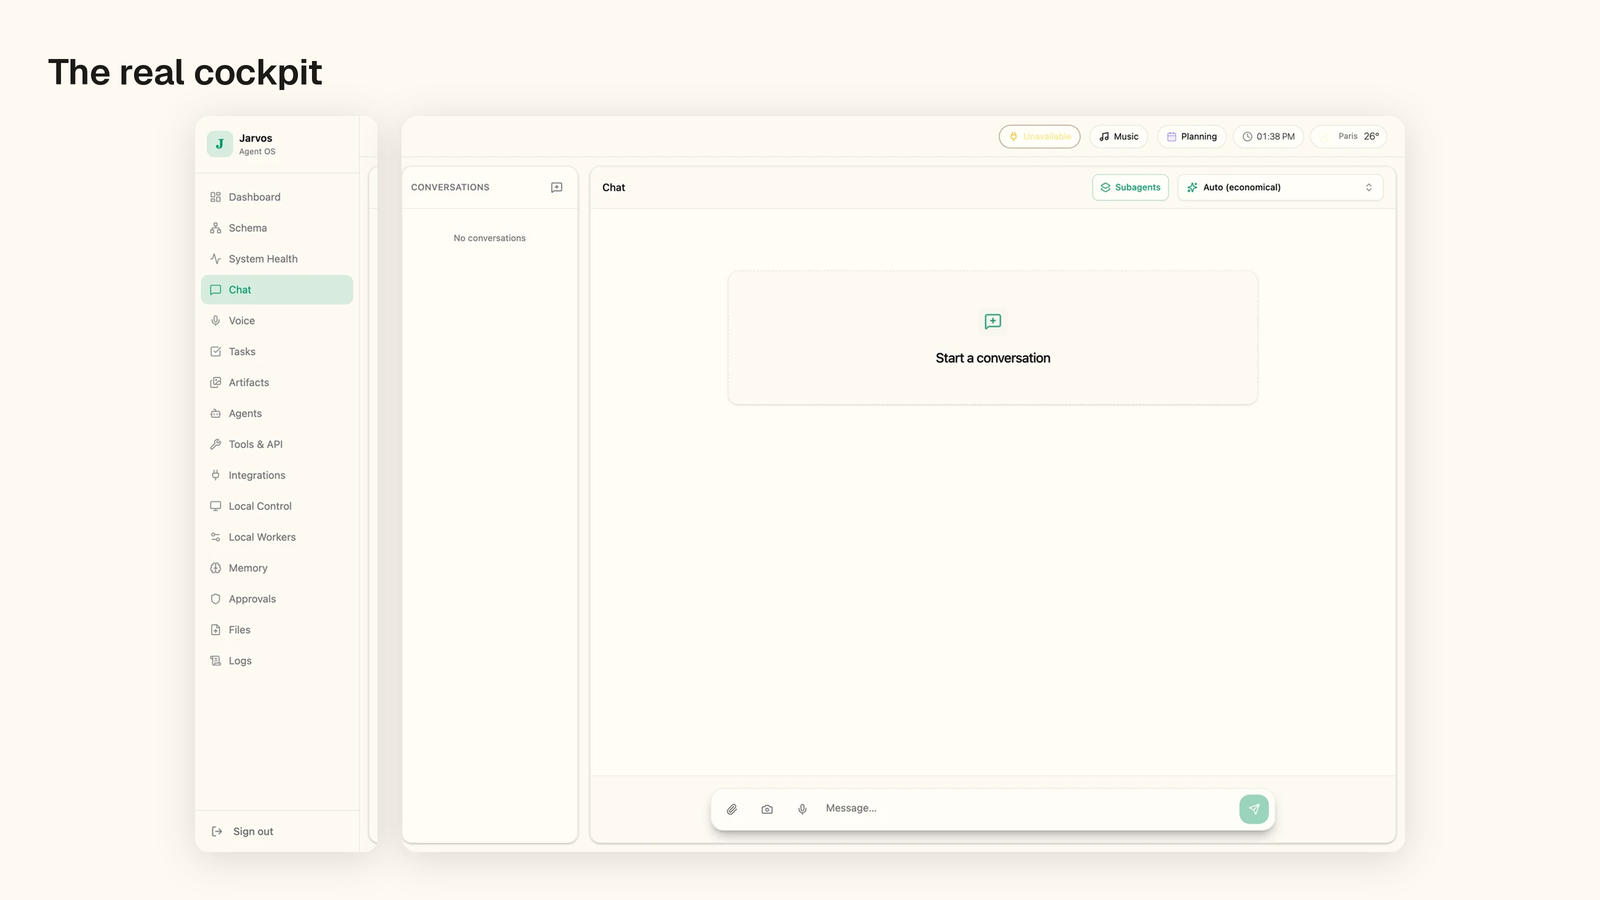 The real cockpit
J
Jarvos
Agent OS
Dashboard
Schema
System Health
Chat
Voice
Tasks
Artifacts
Agents
Tools & API
Integrations
Local Control
Local Workers
Memory
Approvals
Files
Logs
Sign out
Unavailable
Music
Planning
01:38 PM
Paris 26°
CONVERSATIONS
No conversations
Chat
Subagents
Auto (economical)
Start a conversation
Message...